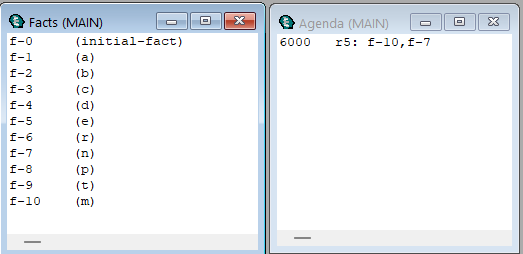 Facts (MAIN)
f-0 (initial-fact)
f-1 (a)
f-2 (b)
f-3 (c)
f-4 (d)
f-5 (e)
f-6 (r)
f-7 (n)
f-8 (p)
f-9 (t)
f-10 (m)
Agenda (MAIN)
6000 r5: f-10,f-7